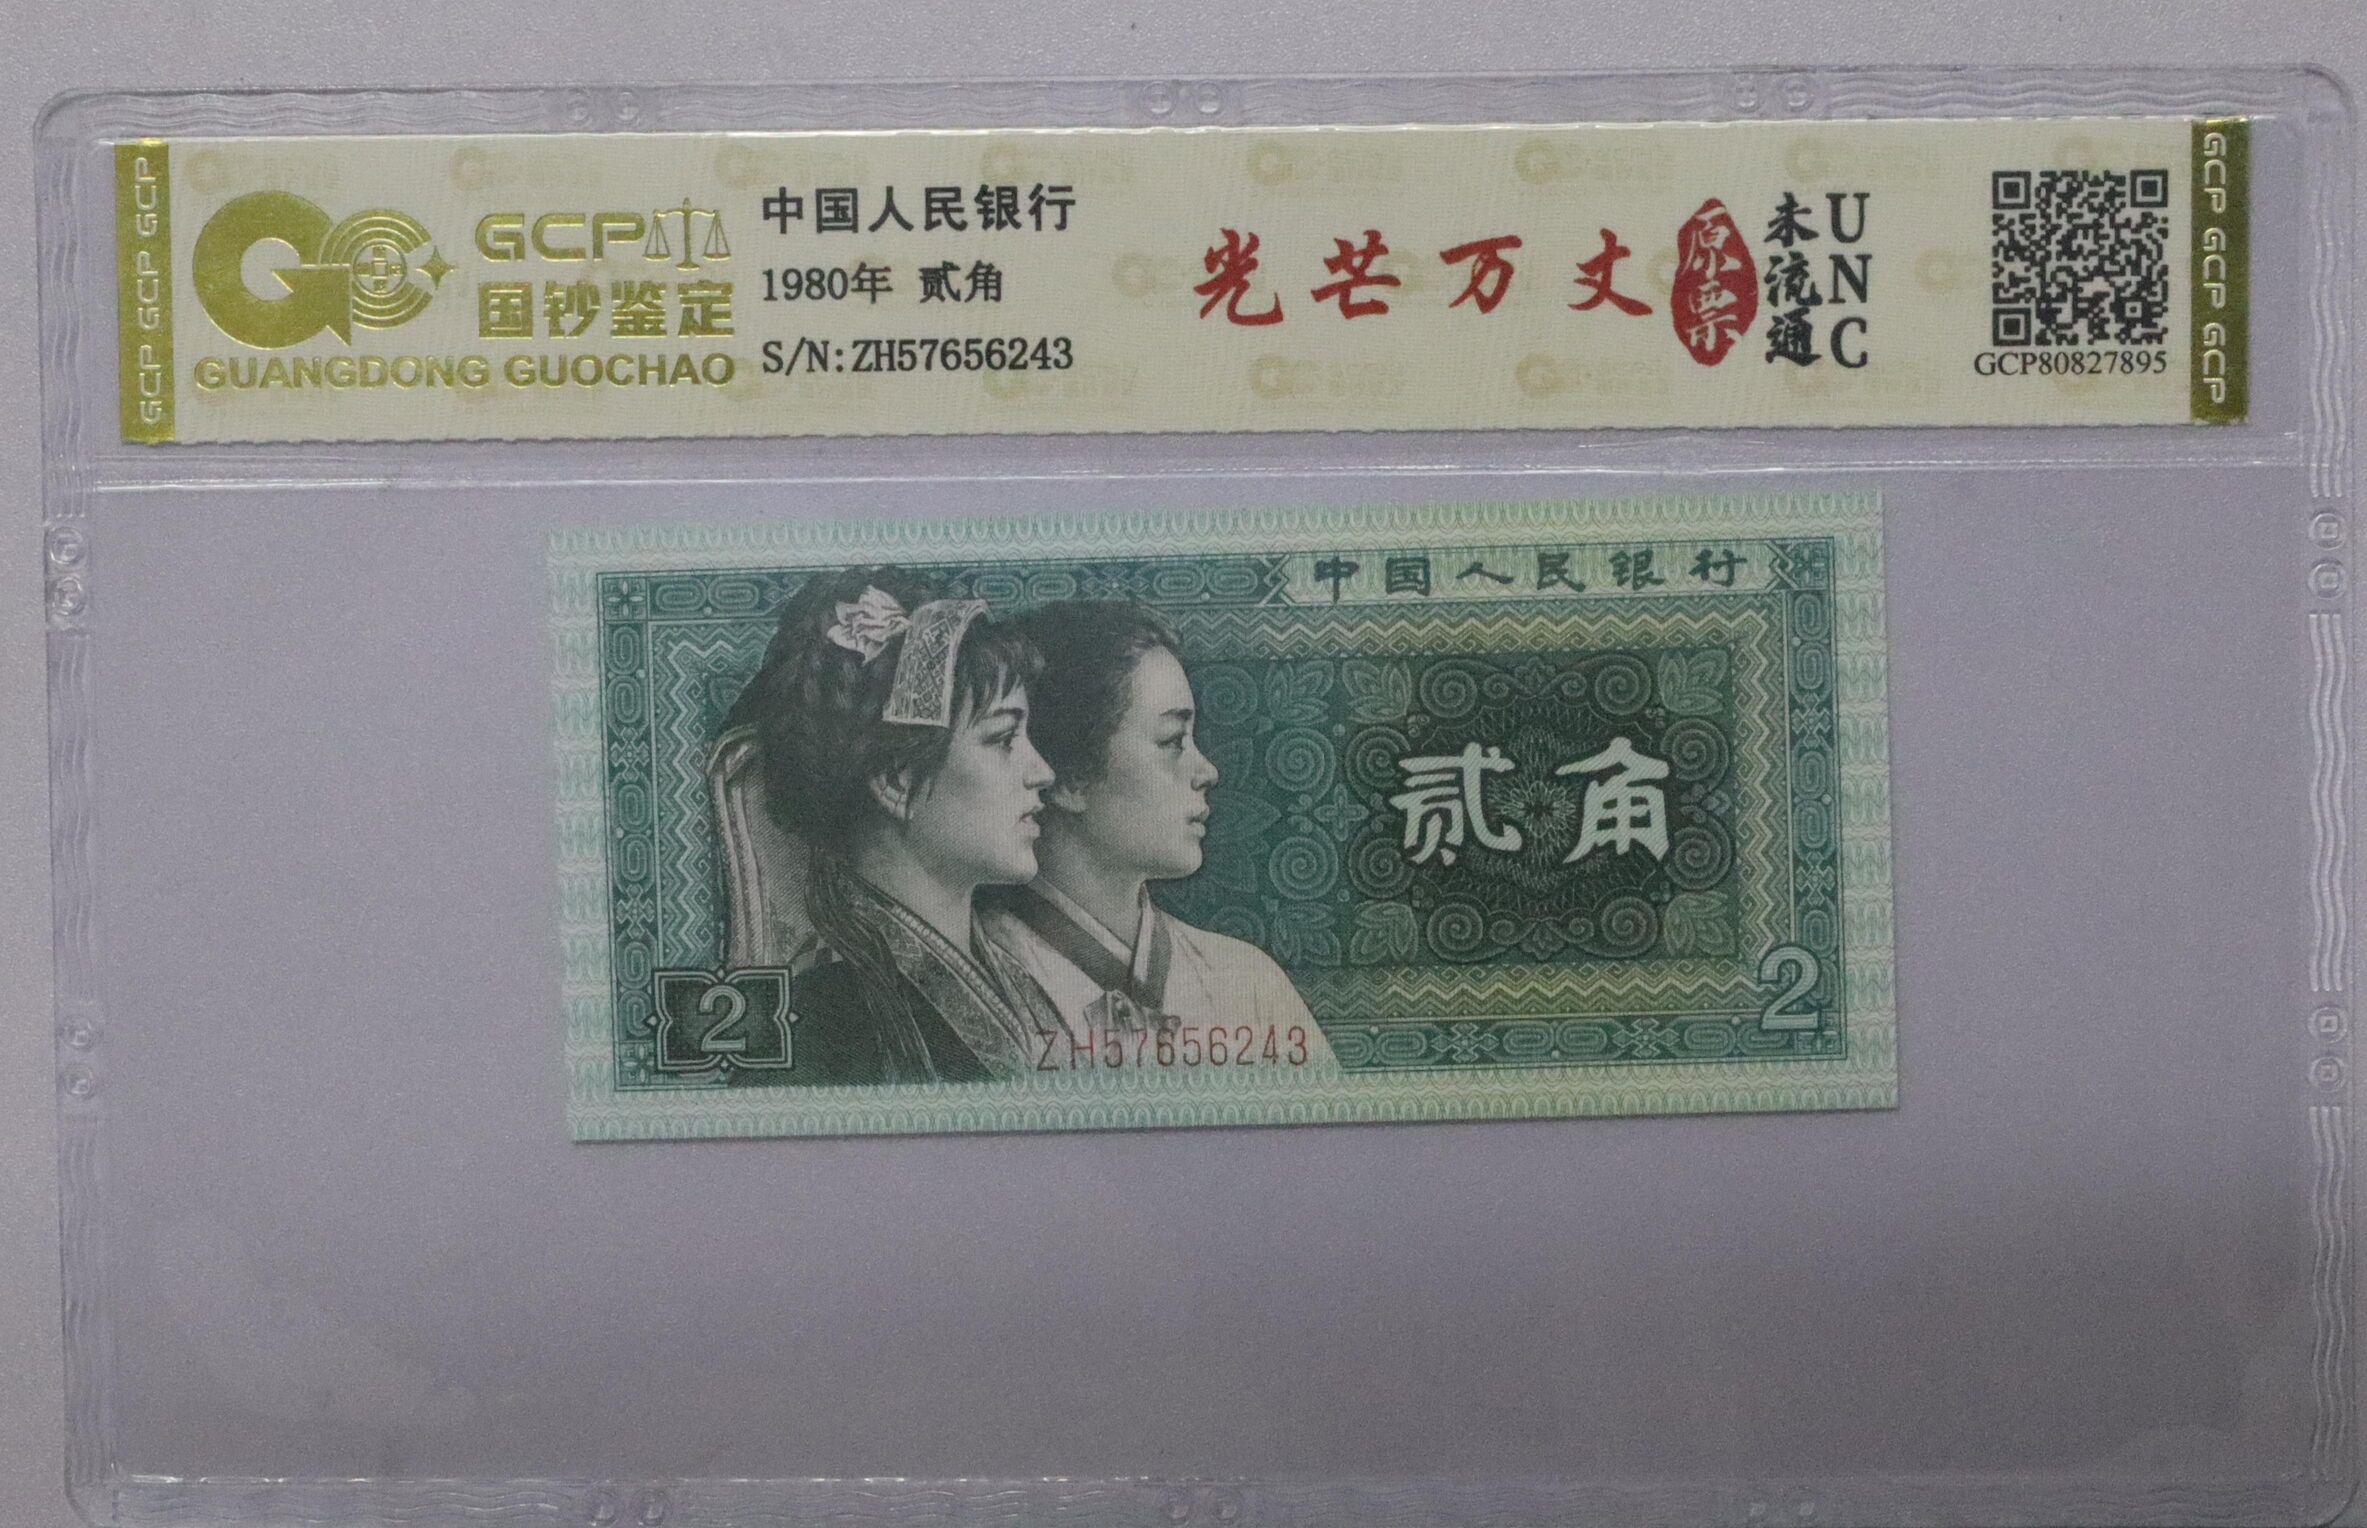 GCP GCP GCP
GCP
国钞鉴定
GUANGDONG GUOCHAO
中国人民银行
1980年 贰角
S/N:ZH57656243
光芒万丈
原票
未流通
UNC
GCP80827895
GCP GCP GCP
中国人民银行
贰角
2
2
ZH57656243